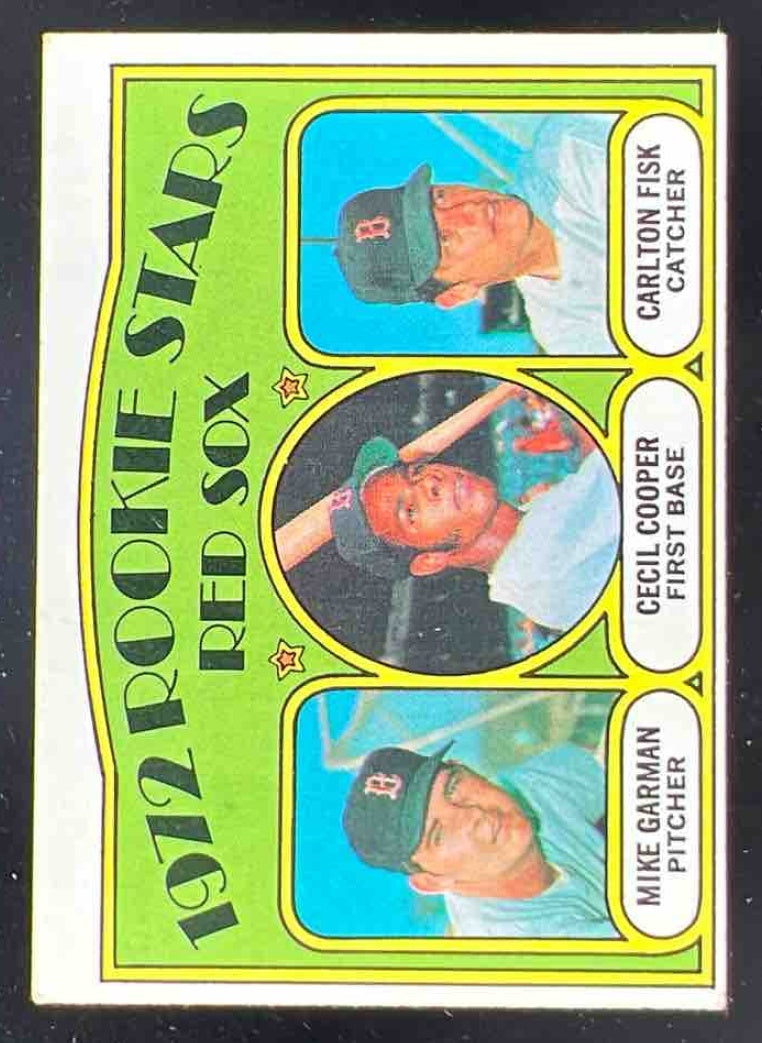 1972 ROOKIE STARS
RED SOX
B
B
B
MIKE GARMAN
PITCHER
CECIL COOPER
FIRST BASE
CARLTON FISK
CATCHER